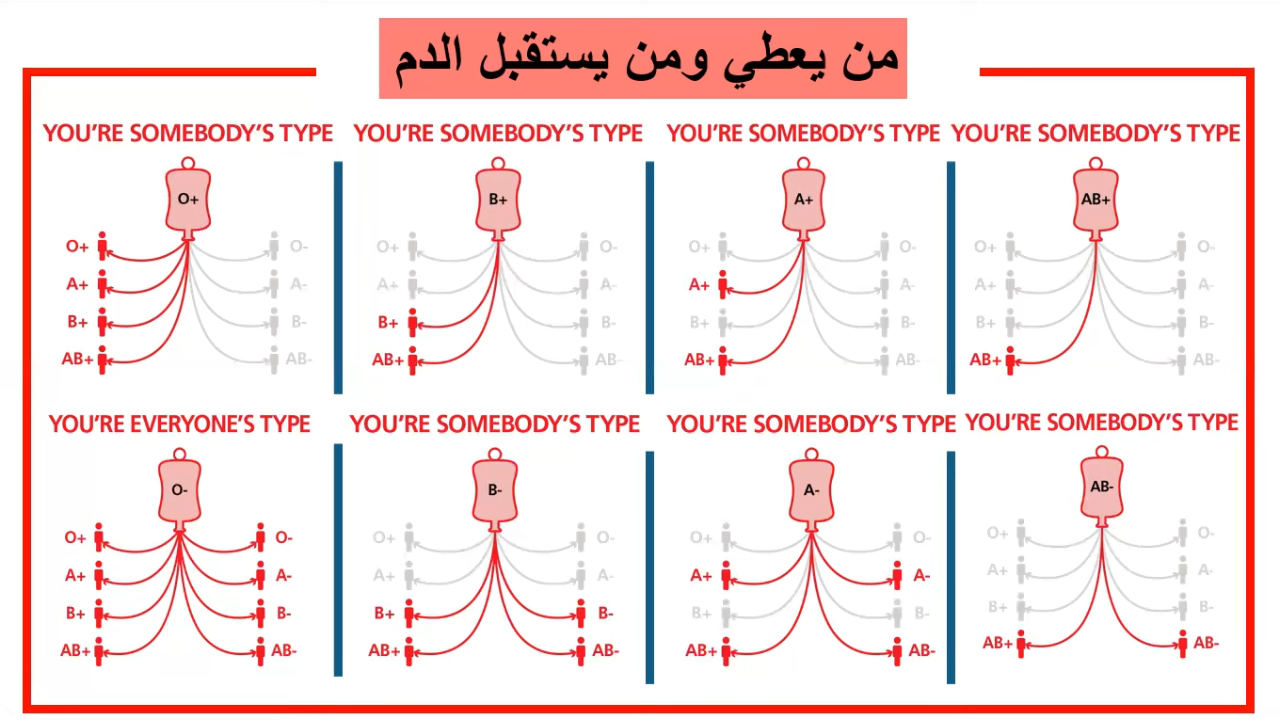 من يعطي ومن يستقبل الدم
YOU'RE SOMEBODY'S TYPE
O+
O+ O-
A+ A-
B+ B-
AB+ AB-
YOU'RE SOMEBODY'S TYPE
B+
O+ O-
A+ A-
B+ B-
AB+ AB-
YOU'RE SOMEBODY'S TYPE
A+
O+ O-
A+ A-
B+ B-
AB+ AB-
YOU'RE SOMEBODY'S TYPE
AB+
O+ O-
A+ A-
B+ B-
AB+ AB-
YOU'RE EVERYONE'S TYPE
O-
O+ O-
A+ A-
B+ B-
AB+ AB-
YOU'RE SOMEBODY'S TYPE
B-
O+ O-
A+ A-
B+ B-
AB+ AB-
YOU'RE SOMEBODY'S TYPE
A-
O+ O-
A+ A-
B+ B-
AB+ AB-
YOU'RE SOMEBODY'S TYPE
AB-
O+ O-
A+ A-
B+ B-
AB+ AB-